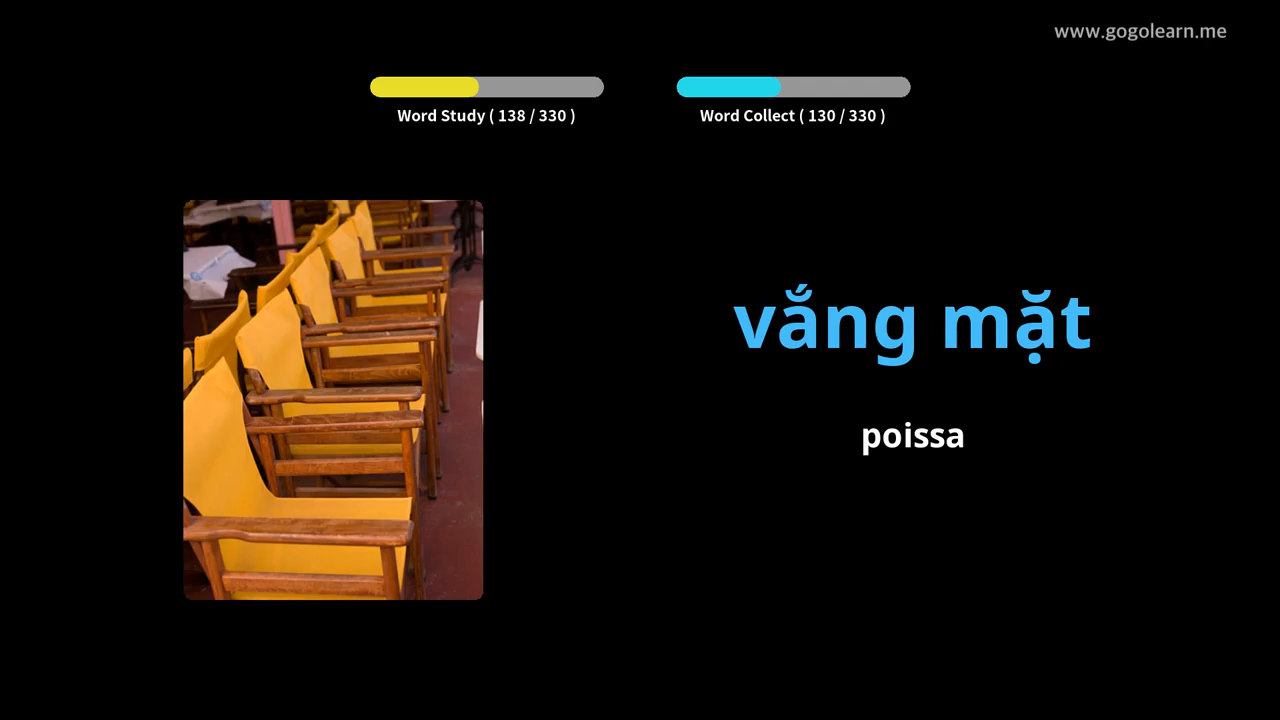 www.gogolearn.me
Word Study ( 138 / 330 )
Word Collect ( 130 / 330 )
vắng mặt
poissa